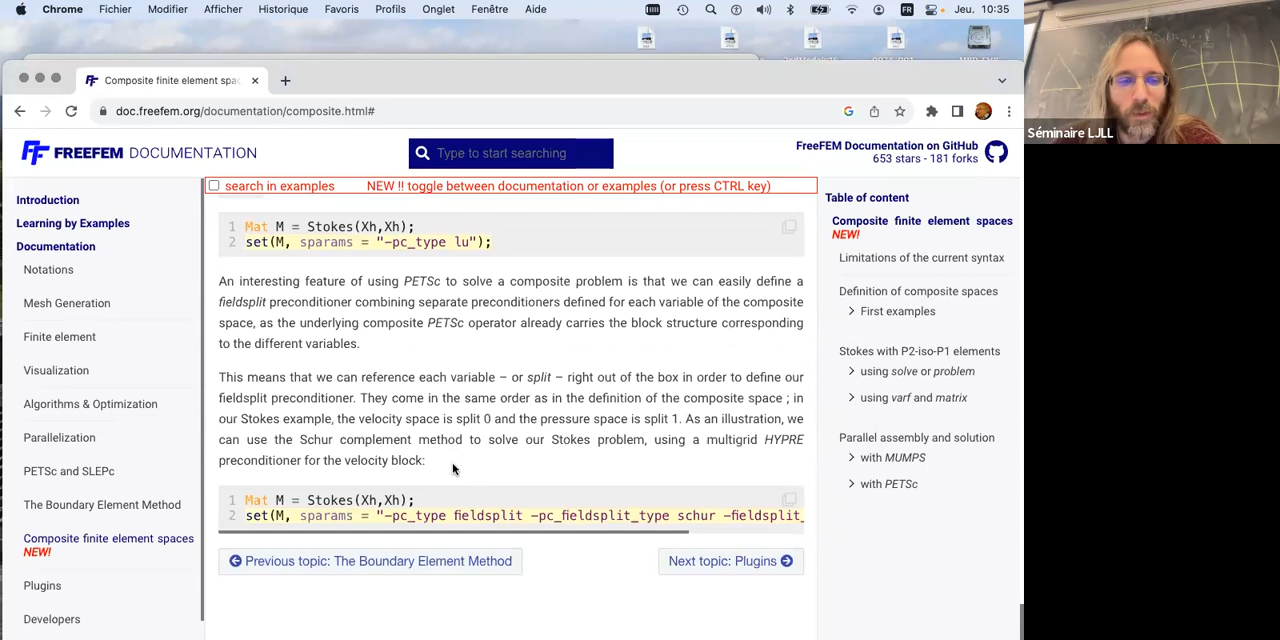 Chrome Fichier Modifier Affichage Historique Favoris Profils Onglet Fenêtre Aide FR Jeu. 10:35
Composite finite element spac
doc.freefem.org/documentation/composite.html#
FF FREEFEM DOCUMENTATION
Type to start searching
FreeFEM Documentation on GitHub
653 stars - 181 forks
Séminaire LJLL
search in examples NEW !! toggle between documentation or examples (or press CTRL key)
Introduction
Learning by Examples
Documentation
Notations
Mesh Generation
Finite element
Visualization
Algorithms & Optimization
Parallelization
PETSc and SLEPc
The Boundary Element Method
Composite finite element spaces
NEW!
Plugins
Developers
1 Mat M = Stokes(Xh,Xh);
2 set(M, sparams = "-pc_type lu");
An interesting feature of using PETSc to solve a composite problem is that we can easily define a
fieldsplit preconditioner combining separate preconditioners defined for each variable of the composite
space, as the underlying composite PETSc operator already carries the block structure corresponding
to the different variables.
This means that we can reference each variable – or split – right out of the box in order to define our
fieldsplit preconditioner. They come in the same order as in the definition of the composite space ; in
our Stokes example, the velocity space is split 0 and the pressure space is split 1. As an illustration, we
can use the Schur complement method to solve our Stokes problem, using a multigrid HYPRE
preconditioner for the velocity block:
1 Mat M = Stokes(Xh,Xh);
2 set(M, sparams = "-pc_type fieldsplit -pc_fieldsplit_type schur -fieldsplit_
Previous topic: The Boundary Element Method
Next topic: Plugins
Table of content
Composite finite element spaces
NEW!
Limitations of the current syntax
Definition of composite spaces
First examples
Stokes with P2-iso-P1 elements
using solve or problem
using varf and matrix
Parallel assembly and solution
with MUMPS
with PETSc